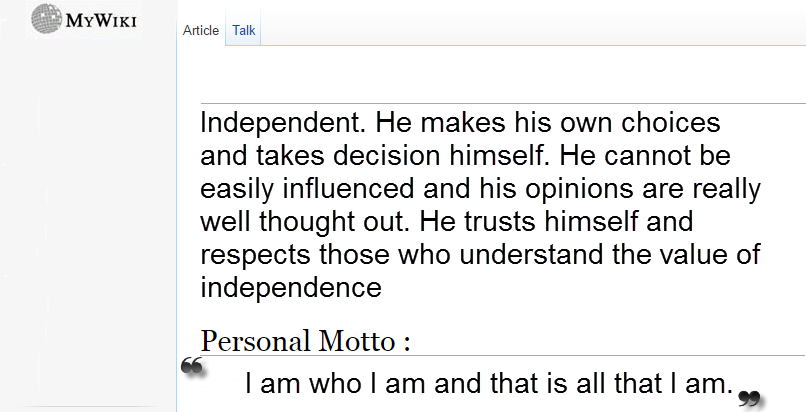 MyWiki
Article Talk
Independent. He makes his own choices
and takes decision himself. He cannot be
easily influenced and his opinions are really
well thought out. He trusts himself and
respects those who understand the value of
independence
Personal Motto :
“ I am who I am and that is all that I am. ”